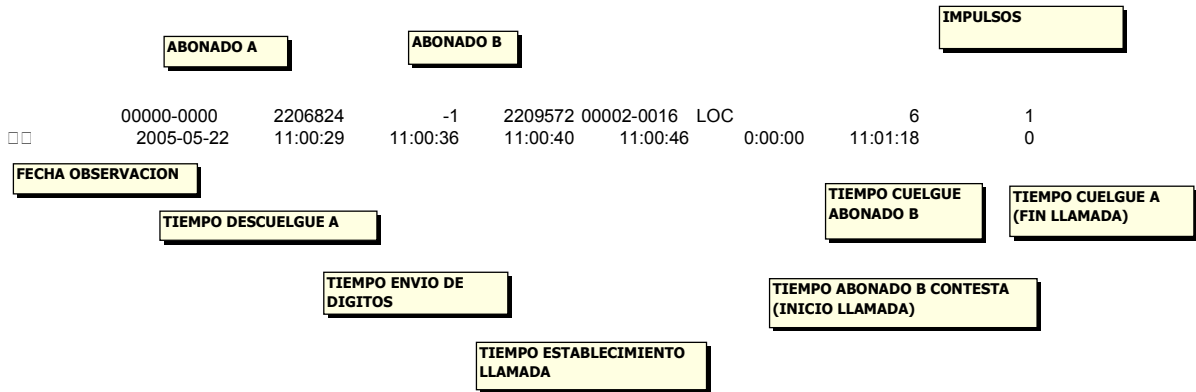 IMPULSOS
ABONADO A
ABONADO B
00000-0000 2206824 -1 2209572 00002-0016 LOC 6 1
2005-05-22 11:00:29 11:00:36 11:00:40 11:00:46 0:00:00 11:01:18 0
FECHA OBSERVACION
TIEMPO DESCUELGUE A
TIEMPO CUELGUE
ABONADO B
TIEMPO CUELGUE A
(FIN LLAMADA)
TIEMPO ENVIO DE
DIGITOS
TIEMPO ABONADO B CONTESTA
(INICIO LLAMADA)
TIEMPO ESTABLECIMIENTO
LLAMADA